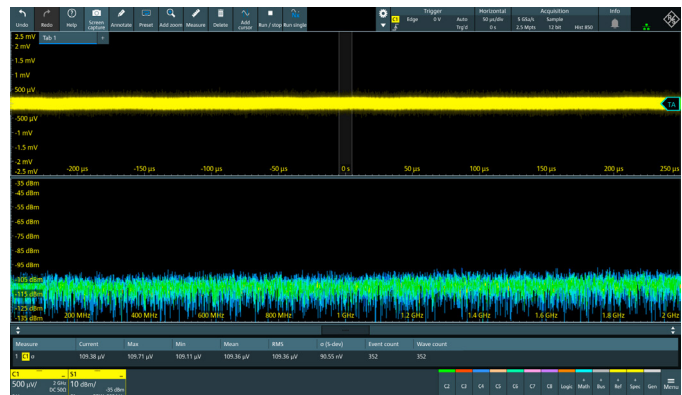 Undo Redo Help Screen capture Annotate Preset Add zoom Measure Delete Add cursor Run / stop Run single
Trigger Horizontal Acquisition Info
C1 Edge 0 V Auto 50 µs/div 5 GSa/s Sample
Trg'd 0 s 2.5 Mpts 12 bit Hist 850
2.5 mV Tab 1
2 mV
1.5 mV
1 mV
500 µV
TA
-500 µV
-1 mV
-1.5 mV
-2 mV
-200 µs -150 µs -100 µs -50 µs 0 s 50 µs 100 µs 150 µs 200 µs 250 µs
-2.5 mV
-35 dBm
-45 dBm
-55 dBm
-65 dBm
-75 dBm
-85 dBm
-95 dBm
-105 dBm
-115 dBm
-125 dBm
200 MHz 400 MHz 600 MHz 800 MHz 1 GHz 1.2 GHz 1.4 GHz 1.6 GHz 1.8 GHz 2 GHz
-135 dBm
Measure Current Max Min Mean RMS σ (S-dev) Event count Wave count
1 C1 σ 109.38 µV 109.71 µV 109.11 µV 109.36 µV 109.36 µV 90.55 nV 352 352
C1 S1
500 µV/ 2 GHz 10 dBm/
DC 50Ω -35 dBm
C2 C3 C4 C5 C6 C7 C8 Logic Math Bus Ref Spec Gen Menu